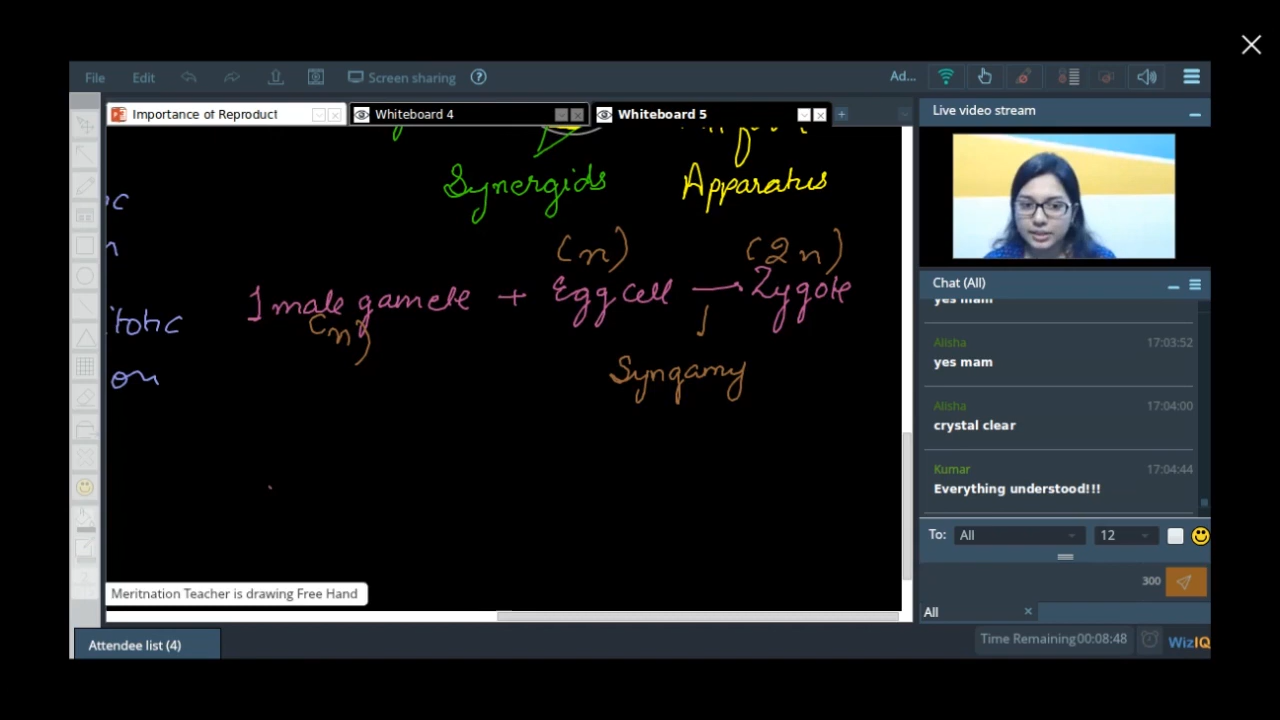 File Edit Screen sharing ? Ad...
Importance of Reproduct Whiteboard 4 Whiteboard 5
Live video stream
Synergids Apparatus
(n) (2n)
1 male gamete + Egg cell → Zygote
(n)
Syngamy
on
Chat (All)
yes mam
Alisha 17:03:52
yes mam
Alisha 17:04:00
crystal clear
Kumar 17:04:44
Everything understood!!!
To: All 12
300
All
Meritnation Teacher is drawing Free Hand
Attendee list (4)
Time Remaining 00:08:48 WizIQ